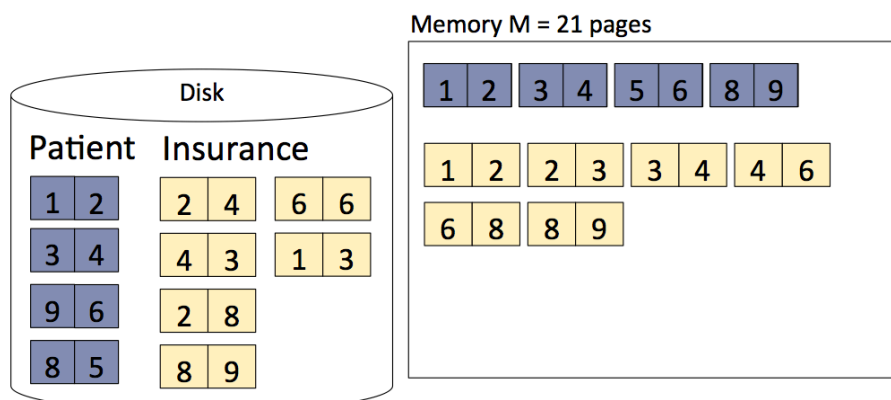 Memory M = 21 pages
Disk
Patient Insurance
1 2 2 4 6 6
3 4 4 3 1 3
9 6 2 8
8 5 8 9
1 2 3 4 5 6 8 9
1 2 2 3 3 4 4 6
6 8 8 9